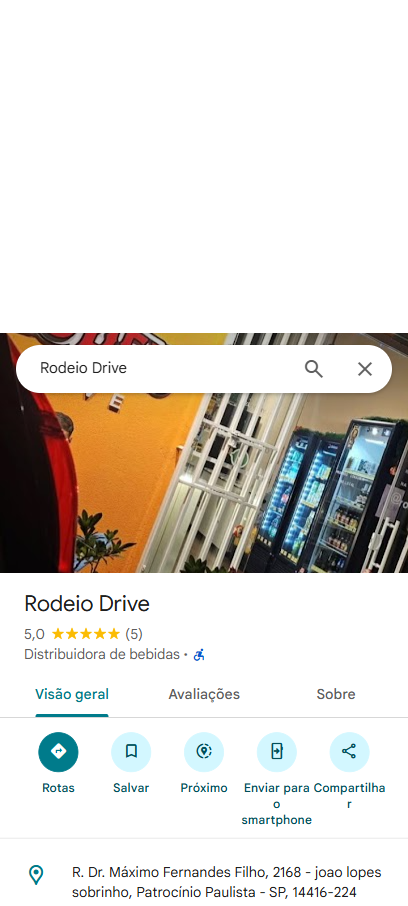 Rodeio Drive
Rodeio Drive
5,0 ★★★★★ (5)
Distribuidora de bebidas ·
Visão geral
Avaliações
Sobre
Rotas
Salvar
Próximo
Enviar para
o
smartphone
Compartilha
r
R. Dr. Máximo Fernandes Filho, 2168 - joao lopes
sobrinho, Patrocínio Paulista - SP, 14416-224